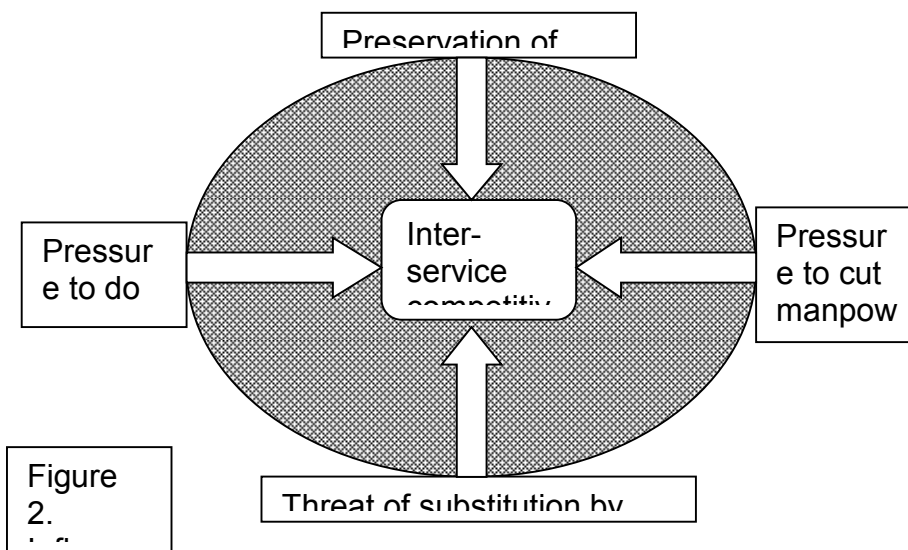 Preservation of
Pressur
e to do
Inter-
service
competitiv
Pressur
e to cut
manpow
Threat of substitution by
Figure
2.